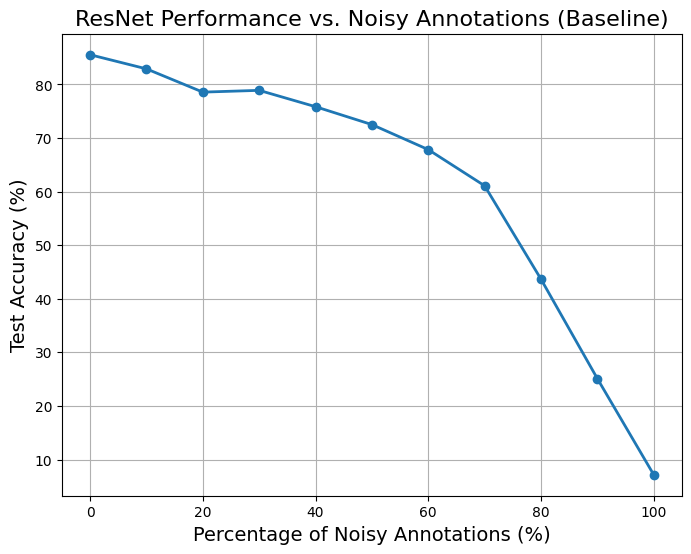 ResNet Performance vs. Noisy Annotations (Baseline)
Test Accuracy (%)
80
70
60
50
40
30
20
10
0 20 40 60 80 100
Percentage of Noisy Annotations (%)